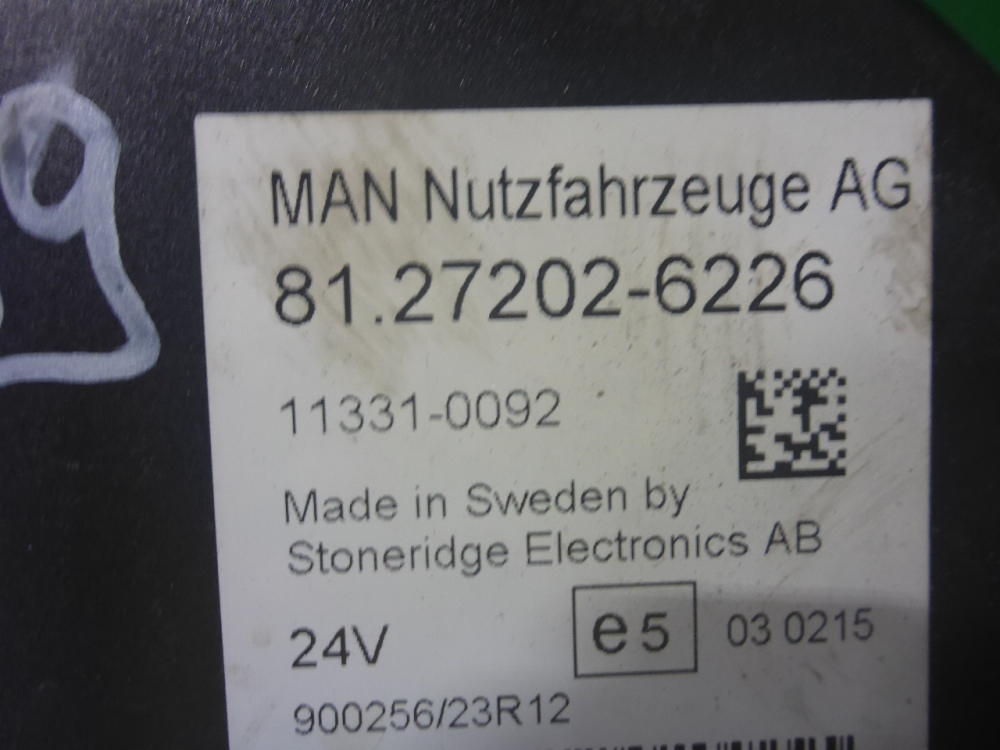 MAN Nutzfahrzeuge AG
81.27202-6226
11331-0092
Made in Sweden by
Stoneridge Electronics AB
24V e5 03 0215
900256/23R12
9